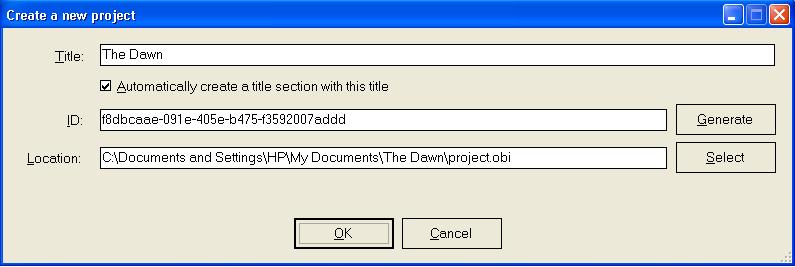 Create a new project
Title: The Dawn
Automatically create a title section with this title
ID: f8dbcaae-091e-405e-b475-f3592007addd Generate
Location: C:\Documents and Settings\HP\My Documents\The Dawn\project.obi Select
OK Cancel